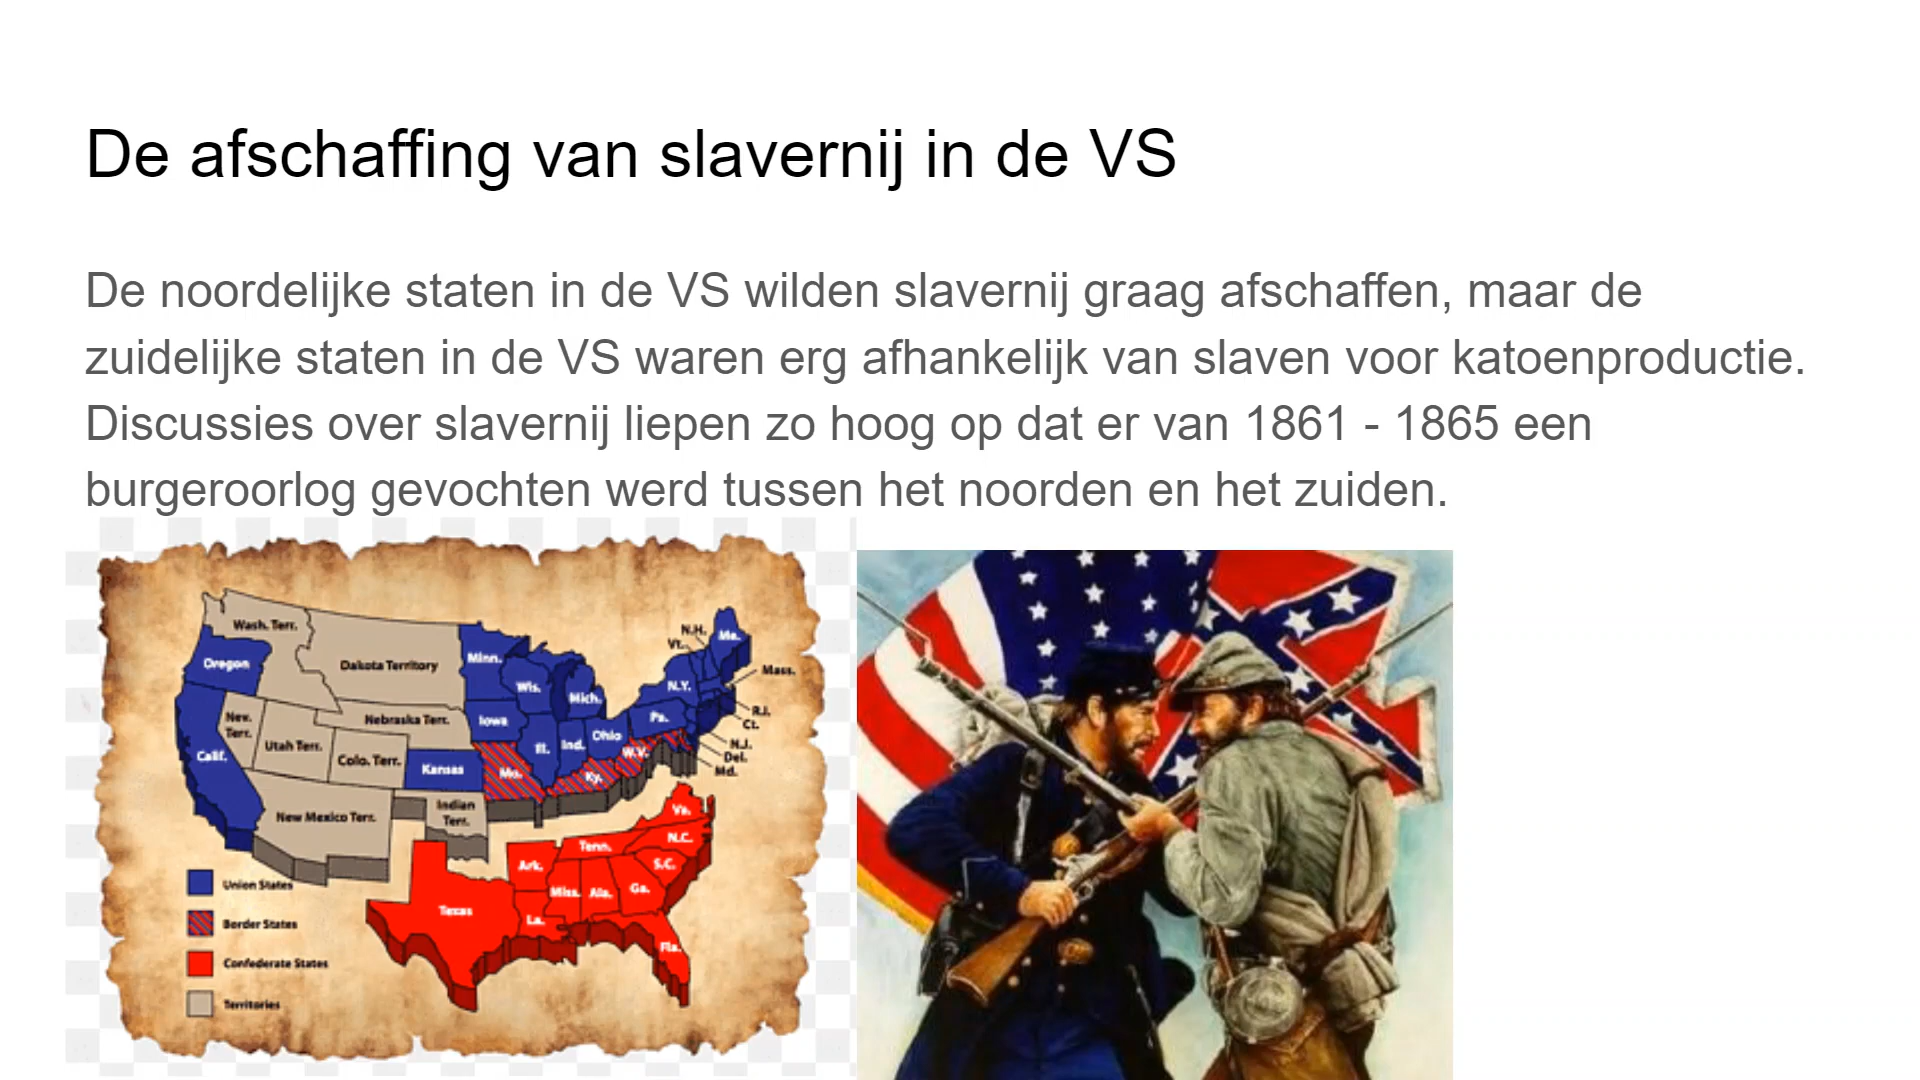 De afschaffing van slavernij in de VS
De noordelijke staten in de VS wilden slavernij graag afschaffen, maar de
zuidelijke staten in de VS waren erg afhankelijk van slaven voor katoenproductie.
Discussies over slavernij liepen zo hoog op dat er van 1861 - 1865 een
burgeroorlog gevochten werd tussen het noorden en het zuiden.
Wash. Terr.
Oregon
Dakota Territory
Minn.
N.H.
Vt.
Me.
Mass.
Wis.
Mich.
N.Y.
Nev.
Terr.
Nebraska Terr.
Iowa
Pa.
R.I.
Ct.
Calif.
Utah Terr.
Colo. Terr.
Kansas
Mo.
Ill.
Ind.
Ohio
W.V.
Ky.
N.J.
Del.
Md.
New Mexico Terr.
Indian
Terr.
Va.
N.C.
Tenn.
Ark.
S.C.
Miss.
Ala.
Ga.
Texas
La.
Fla.
Union States
Border States
Confederate States
Territories